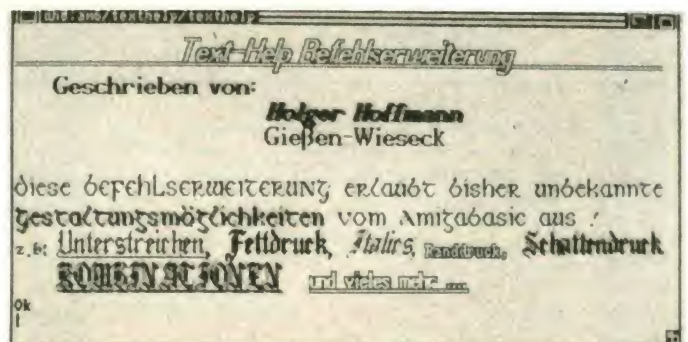 Text-Help Befehlserweiterung
Geschrieben von:
Holger Hoffmann
Gießen-Wieseck
diese befehlserweiterung erlaubt bisher unbekannte
gestaltungsmöglichkeiten vom Amigabasic aus !
z.b: Unterstreichen, Fettdruck, Italics, Randdruck, Schattendruck
KOMBINATIONEN und vieles mehr ....
Ok